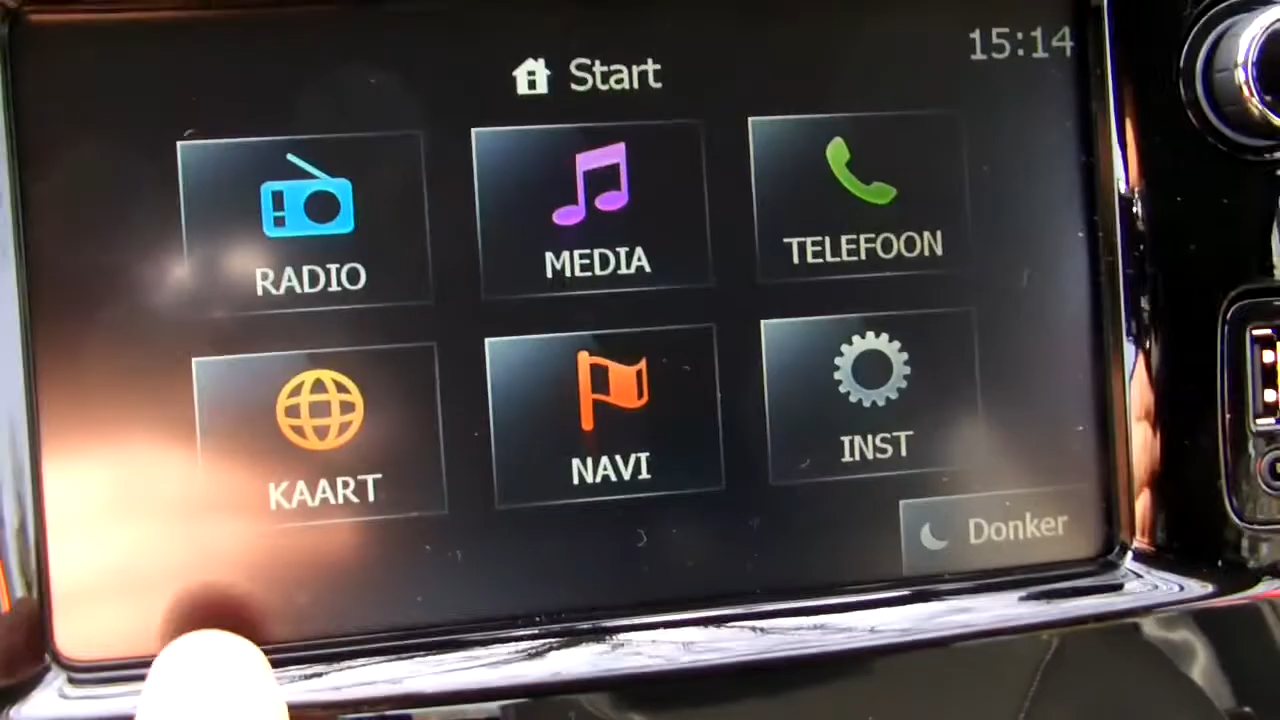 Start
15:14
RADIO
MEDIA
TELEFOON
KAART
NAVI
INST
Donker